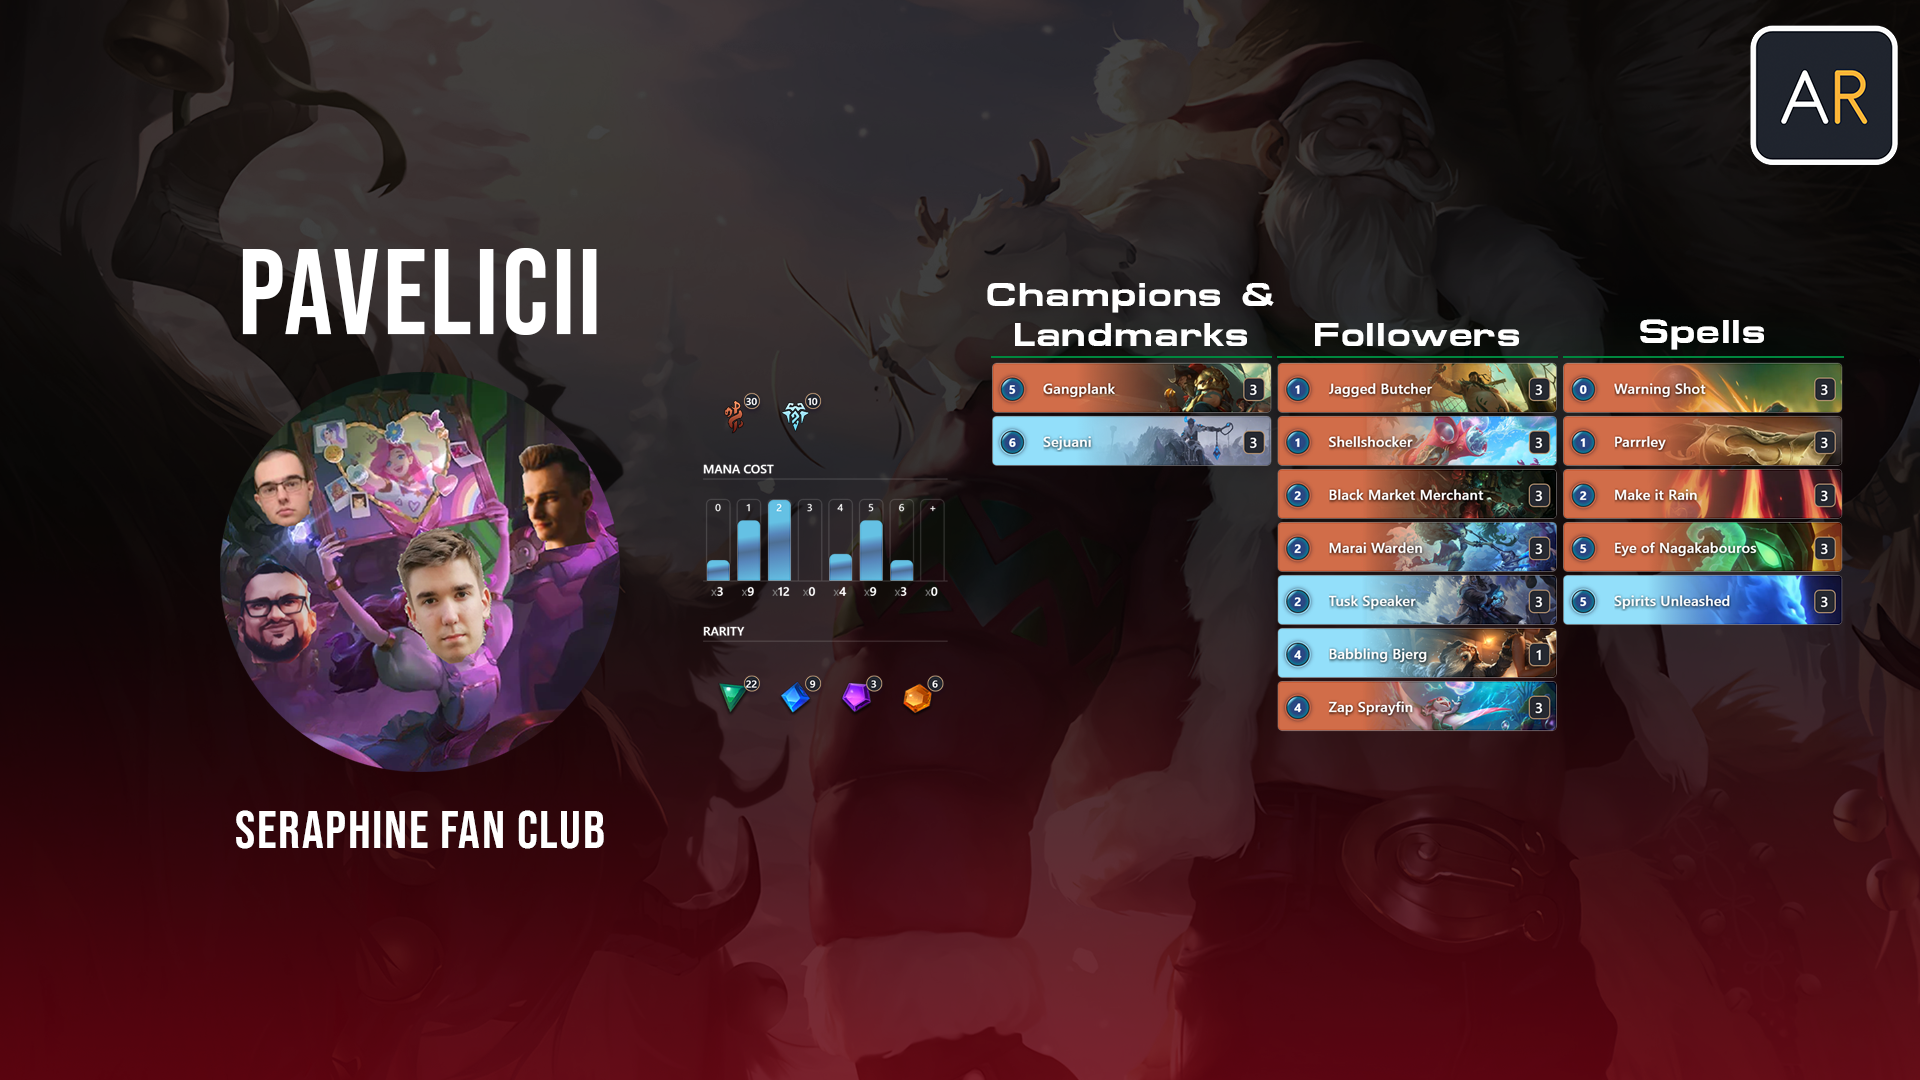 AR
PAVELICII
SERAPHINE FAN CLUB
30
10
MANA COST
0 1 2 3 4 5 6 +
x3 x9 x12 x0 x4 x9 x3 x0
RARITY
22 9 3 6
Champions &
Landmarks
5 Gangplank 3
6 Sejuani 3
Followers
1 Jagged Butcher 3
1 Shellshocker 3
2 Black Market Merchant 3
2 Marai Warden 3
2 Tusk Speaker 3
4 Babbling Bjerg 1
4 Zap Sprayfin 3
Spells
0 Warning Shot 3
1 Parrrley 3
2 Make it Rain 3
5 Eye of Nagakabouros 3
5 Spirits Unleashed 3